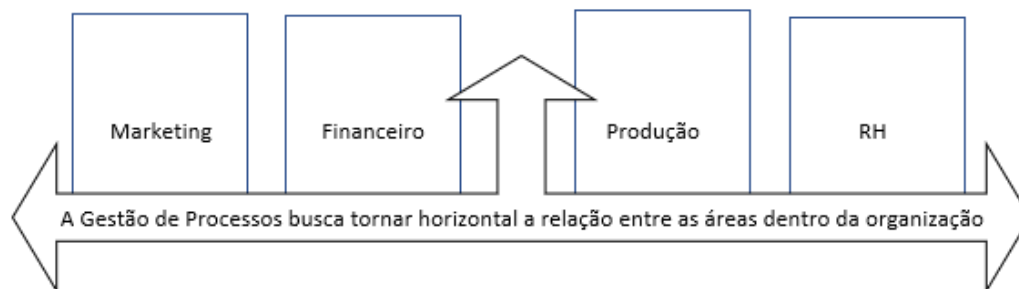 Marketing
Financeiro
Produção
RH
A Gestão de Processos busca tornar horizontal a relação entre as áreas dentro da organização